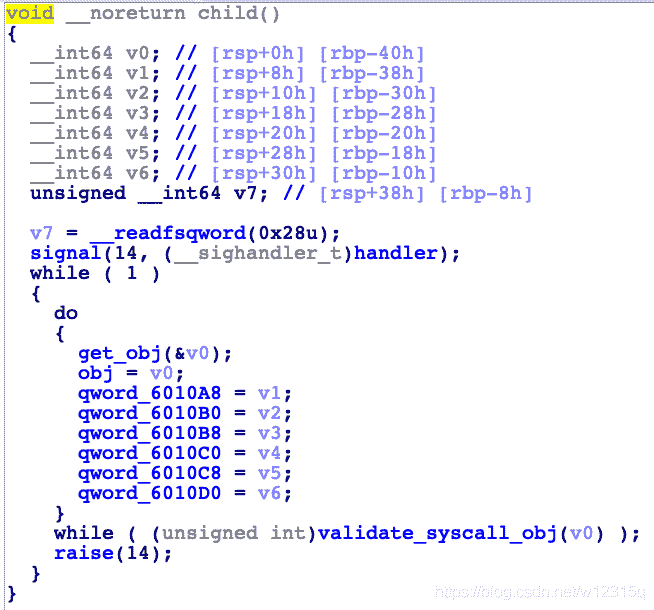 void __noreturn child()
{
  __int64 v0; // [rsp+0h] [rbp-40h]
  __int64 v1; // [rsp+8h] [rbp-38h]
  __int64 v2; // [rsp+10h] [rbp-30h]
  __int64 v3; // [rsp+18h] [rbp-28h]
  __int64 v4; // [rsp+20h] [rbp-20h]
  __int64 v5; // [rsp+28h] [rbp-18h]
  __int64 v6; // [rsp+30h] [rbp-10h]
  unsigned __int64 v7; // [rsp+38h] [rbp-8h]

  v7 = __readfsqword(0x28u);
  signal(14, (__sighandler_t)handler);
  while ( 1 )
  {
    do
    {
      get_obj(&v0);
      obj = v0;
      qword_6010A8 = v1;
      qword_6010B0 = v2;
      qword_6010B8 = v3;
      qword_6010C0 = v4;
      qword_6010C8 = v5;
      qword_6010D0 = v6;
    }
    while ( (unsigned int)validate_syscall_obj(v0) );
    raise(14);
  }
}
https://blog.csdn.net/w12315q